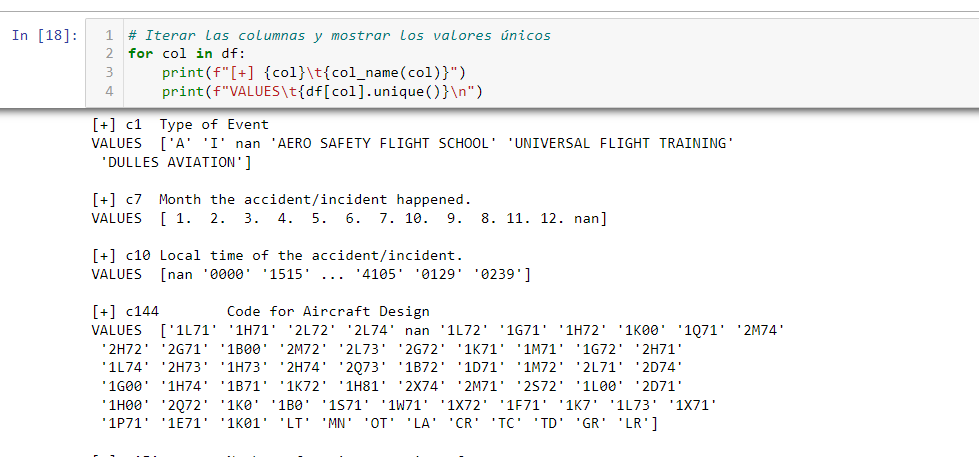 In [18]:
1 # Iterar las columnas y mostrar los valores únicos
2 for col in df:
3     print(f"[+] {col}\t{col_name(col)}")
4     print(f"VALUES\t{df[col].unique()}\n")
[+] c1  Type of Event
VALUES  ['A' 'I' nan 'AERO SAFETY FLIGHT SCHOOL' 'UNIVERSAL FLIGHT TRAINING'
 'DULLES AVIATION']
[+] c7  Month the accident/incident happened.
VALUES  [ 1.  2.  3.  4.  5.  6.  7. 10.  9.  8. 11. 12. nan]
[+] c10 Local time of the accident/incident.
VALUES  [nan '0000' '1515' ... '4105' '0129' '0239']
[+] c144        Code for Aircraft Design
VALUES  ['1L71' '1H71' '2L72' '2L74' nan '1L72' '1G71' '1H72' '1K00' '1Q71' '2M74'
 '2H72' '2G71' '1B00' '2M72' '2L73' '2G72' '1K71' '1M71' '1G72' '2H71'
 '1L74' '2H73' '1H73' '2H74' '2Q73' '1B72' '1D71' '1M72' '2L71' '2D74'
 '1G00' '1H74' '1B71' '1K72' '1H81' '2X74' '2M71' '2S72' '1L00' '2D71'
 '1H00' '2Q72' '1K0' '1B0' '1S71' '1W71' '1X72' '1F71' '1K7' '1L73' '1X71'
 '1P71' '1E71' '1K01' 'LT' 'MN' 'OT' 'LA' 'CR' 'TC' 'TD' 'GR' 'LR']